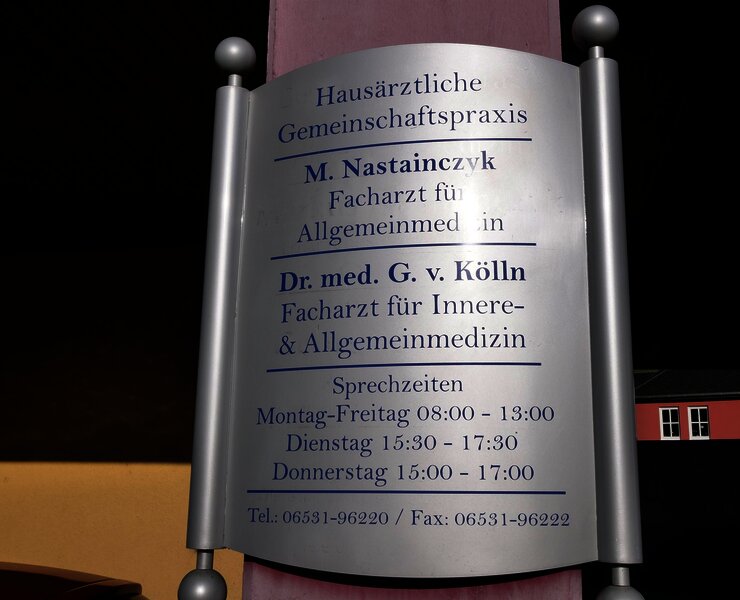 Hausärztliche
Gemeinschaftspraxis
M. Nastainczyk
Facharzt für
Allgemeinmedizin
Dr. med. G. v. Kölln
Facharzt für Innere-
& Allgemeinmedizin
Sprechzeiten
Montag-Freitag 08:00 - 13:00
Dienstag 15:30 - 17:30
Donnerstag 15:00 - 17:00
Tel.: 06531-96220 / Fax: 06531-96222